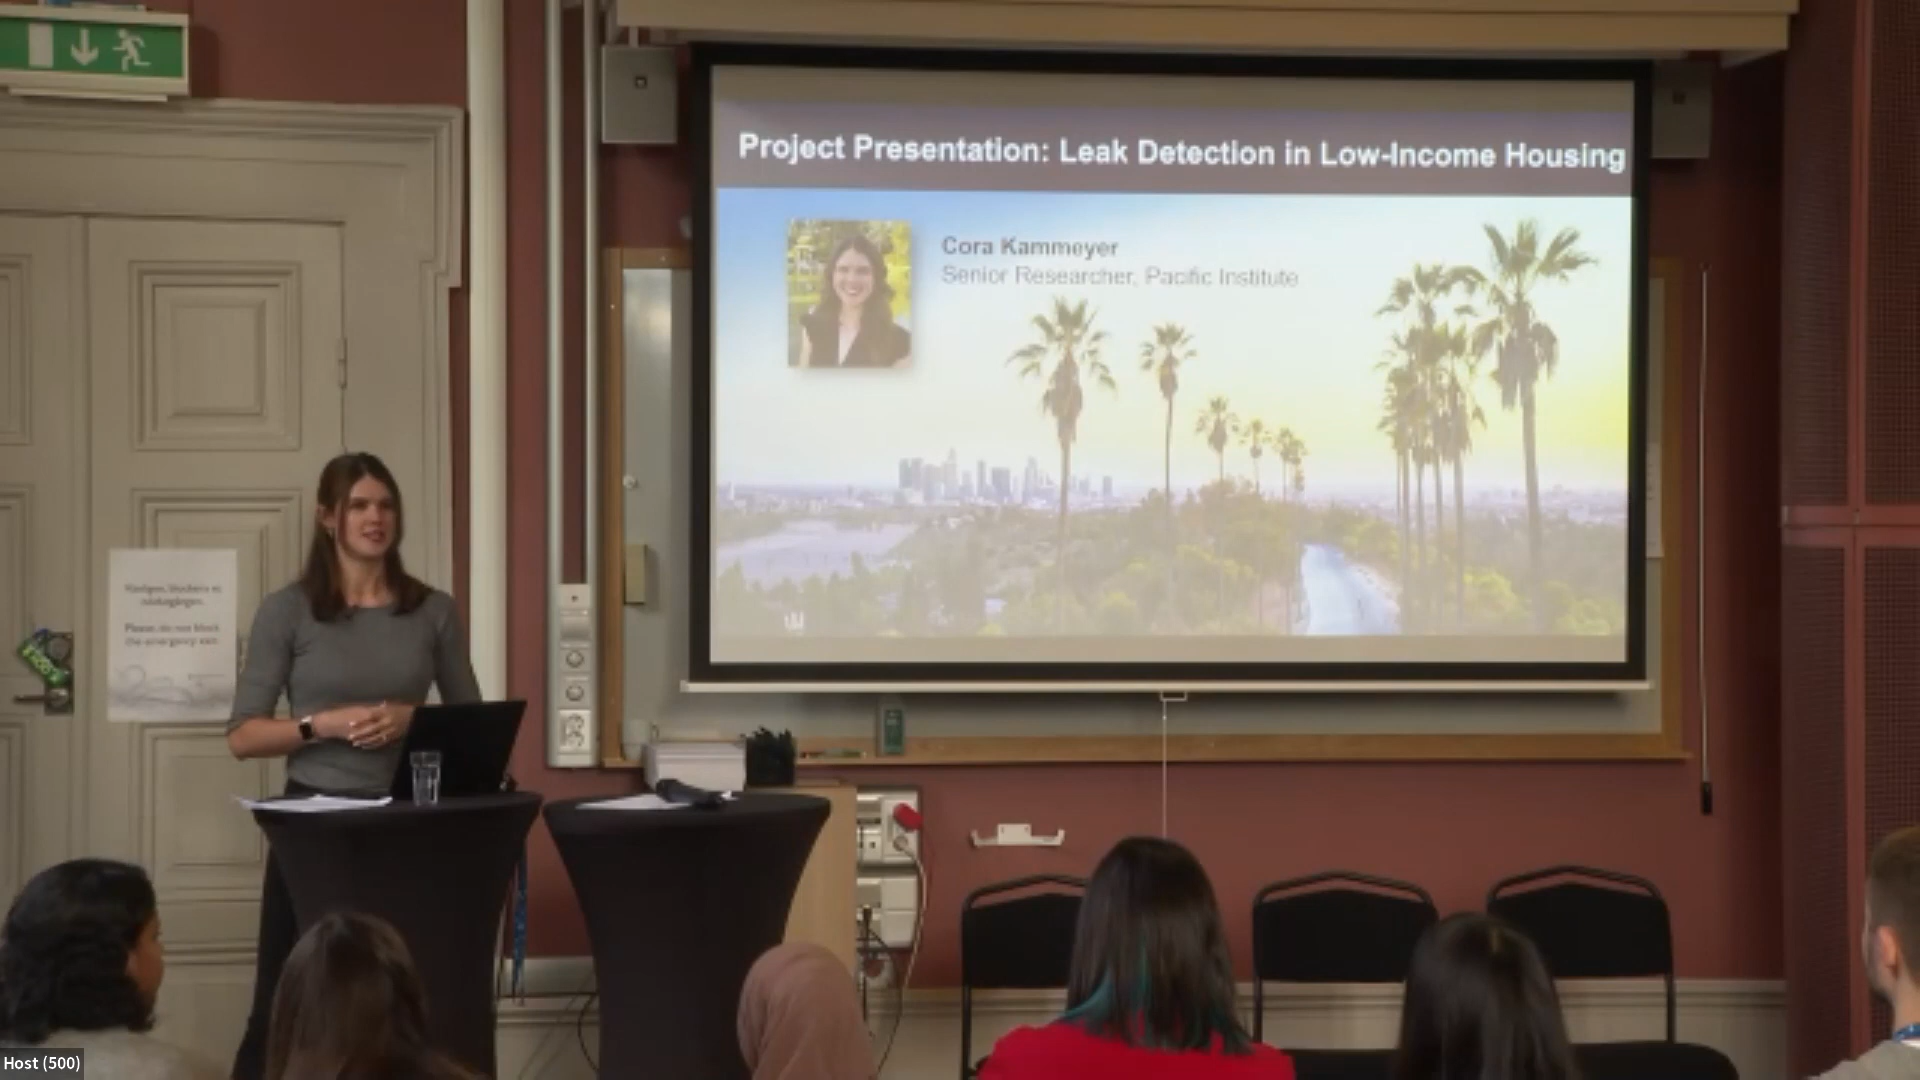 Project Presentation: Leak Detection in Low-Income Housing
Cora Kammeyer
Senior Researcher, Pacific Institute
Please do not block
the emergency exit.
Host (500)